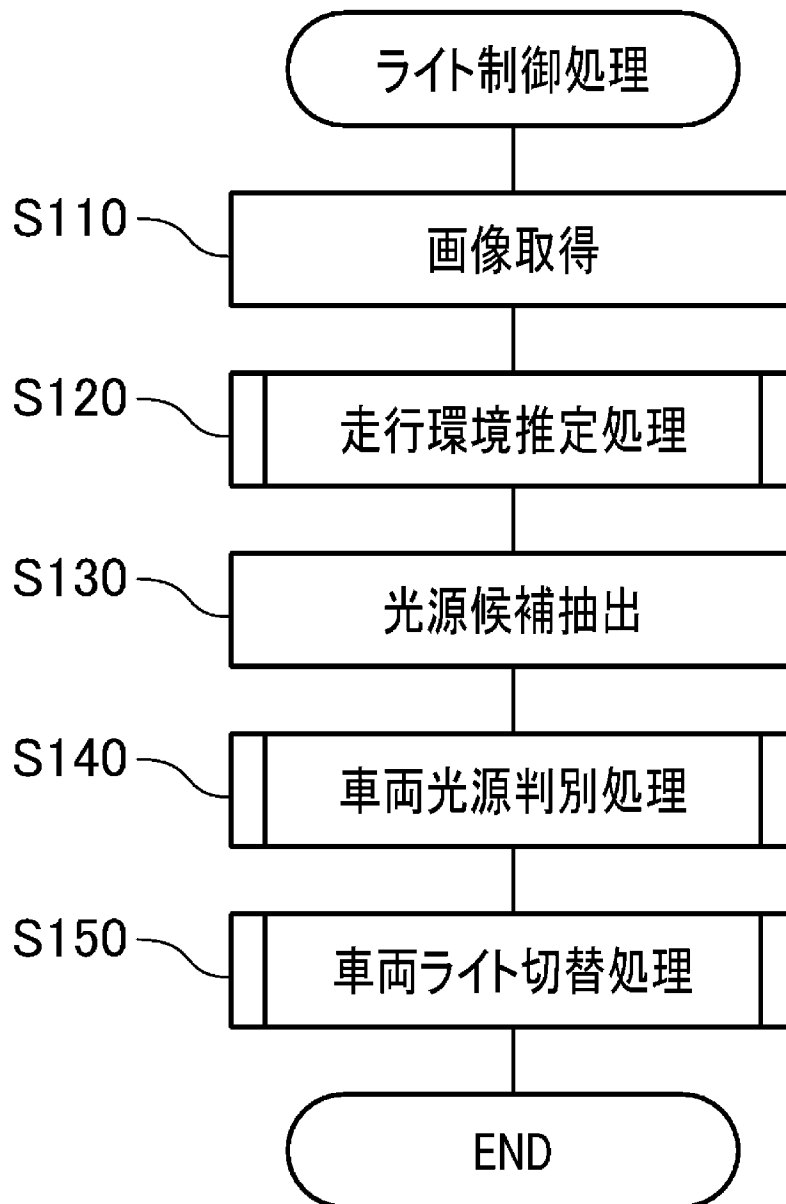 ライト制御処理
S110
画像取得
S120
走行環境推定処理
S130
光源候補抽出
S140
車両光源判別処理
S150
車両ライト切替処理
END